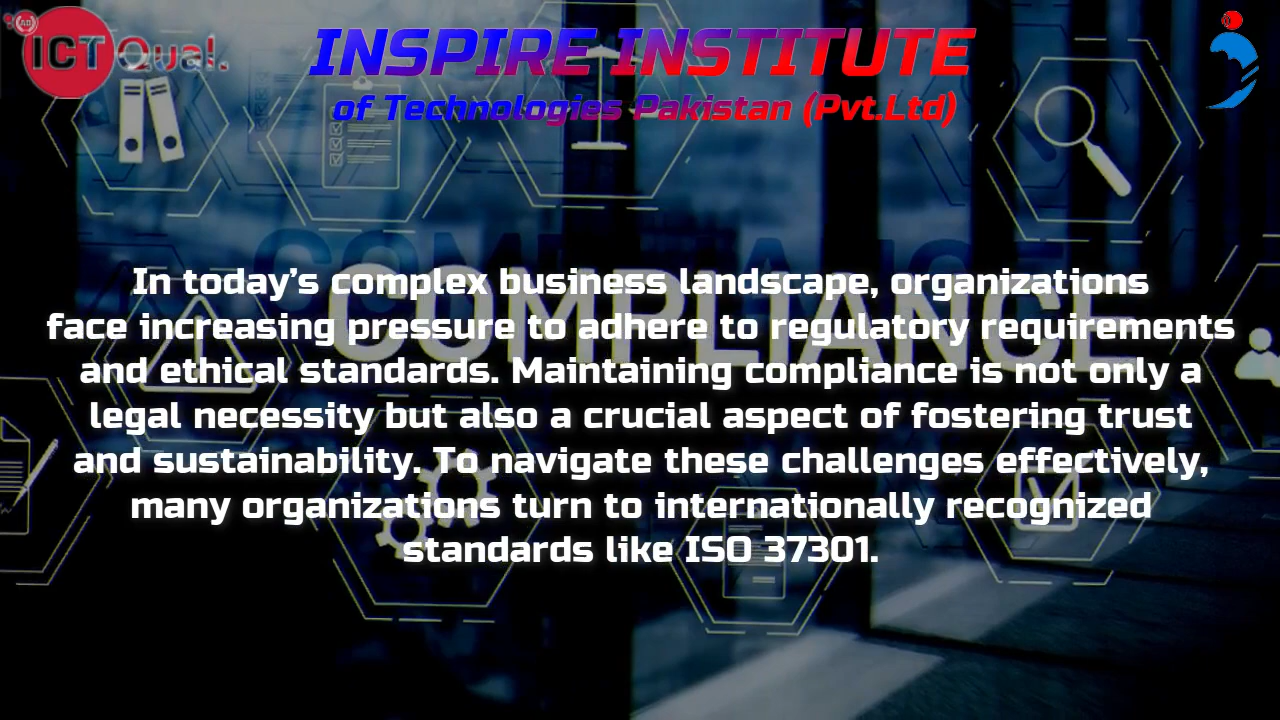 ICT Qual.
INSPIRE INSTITUTE
of Technologies Pakistan (Pvt.Ltd)
COMPLIANCE
In today’s complex business landscape, organizations
face increasing pressure to adhere to regulatory requirements
and ethical standards. Maintaining compliance is not only a
legal necessity but also a crucial aspect of fostering trust
and sustainability. To navigate these challenges effectively,
many organizations turn to internationally recognized
standards like ISO 37301.